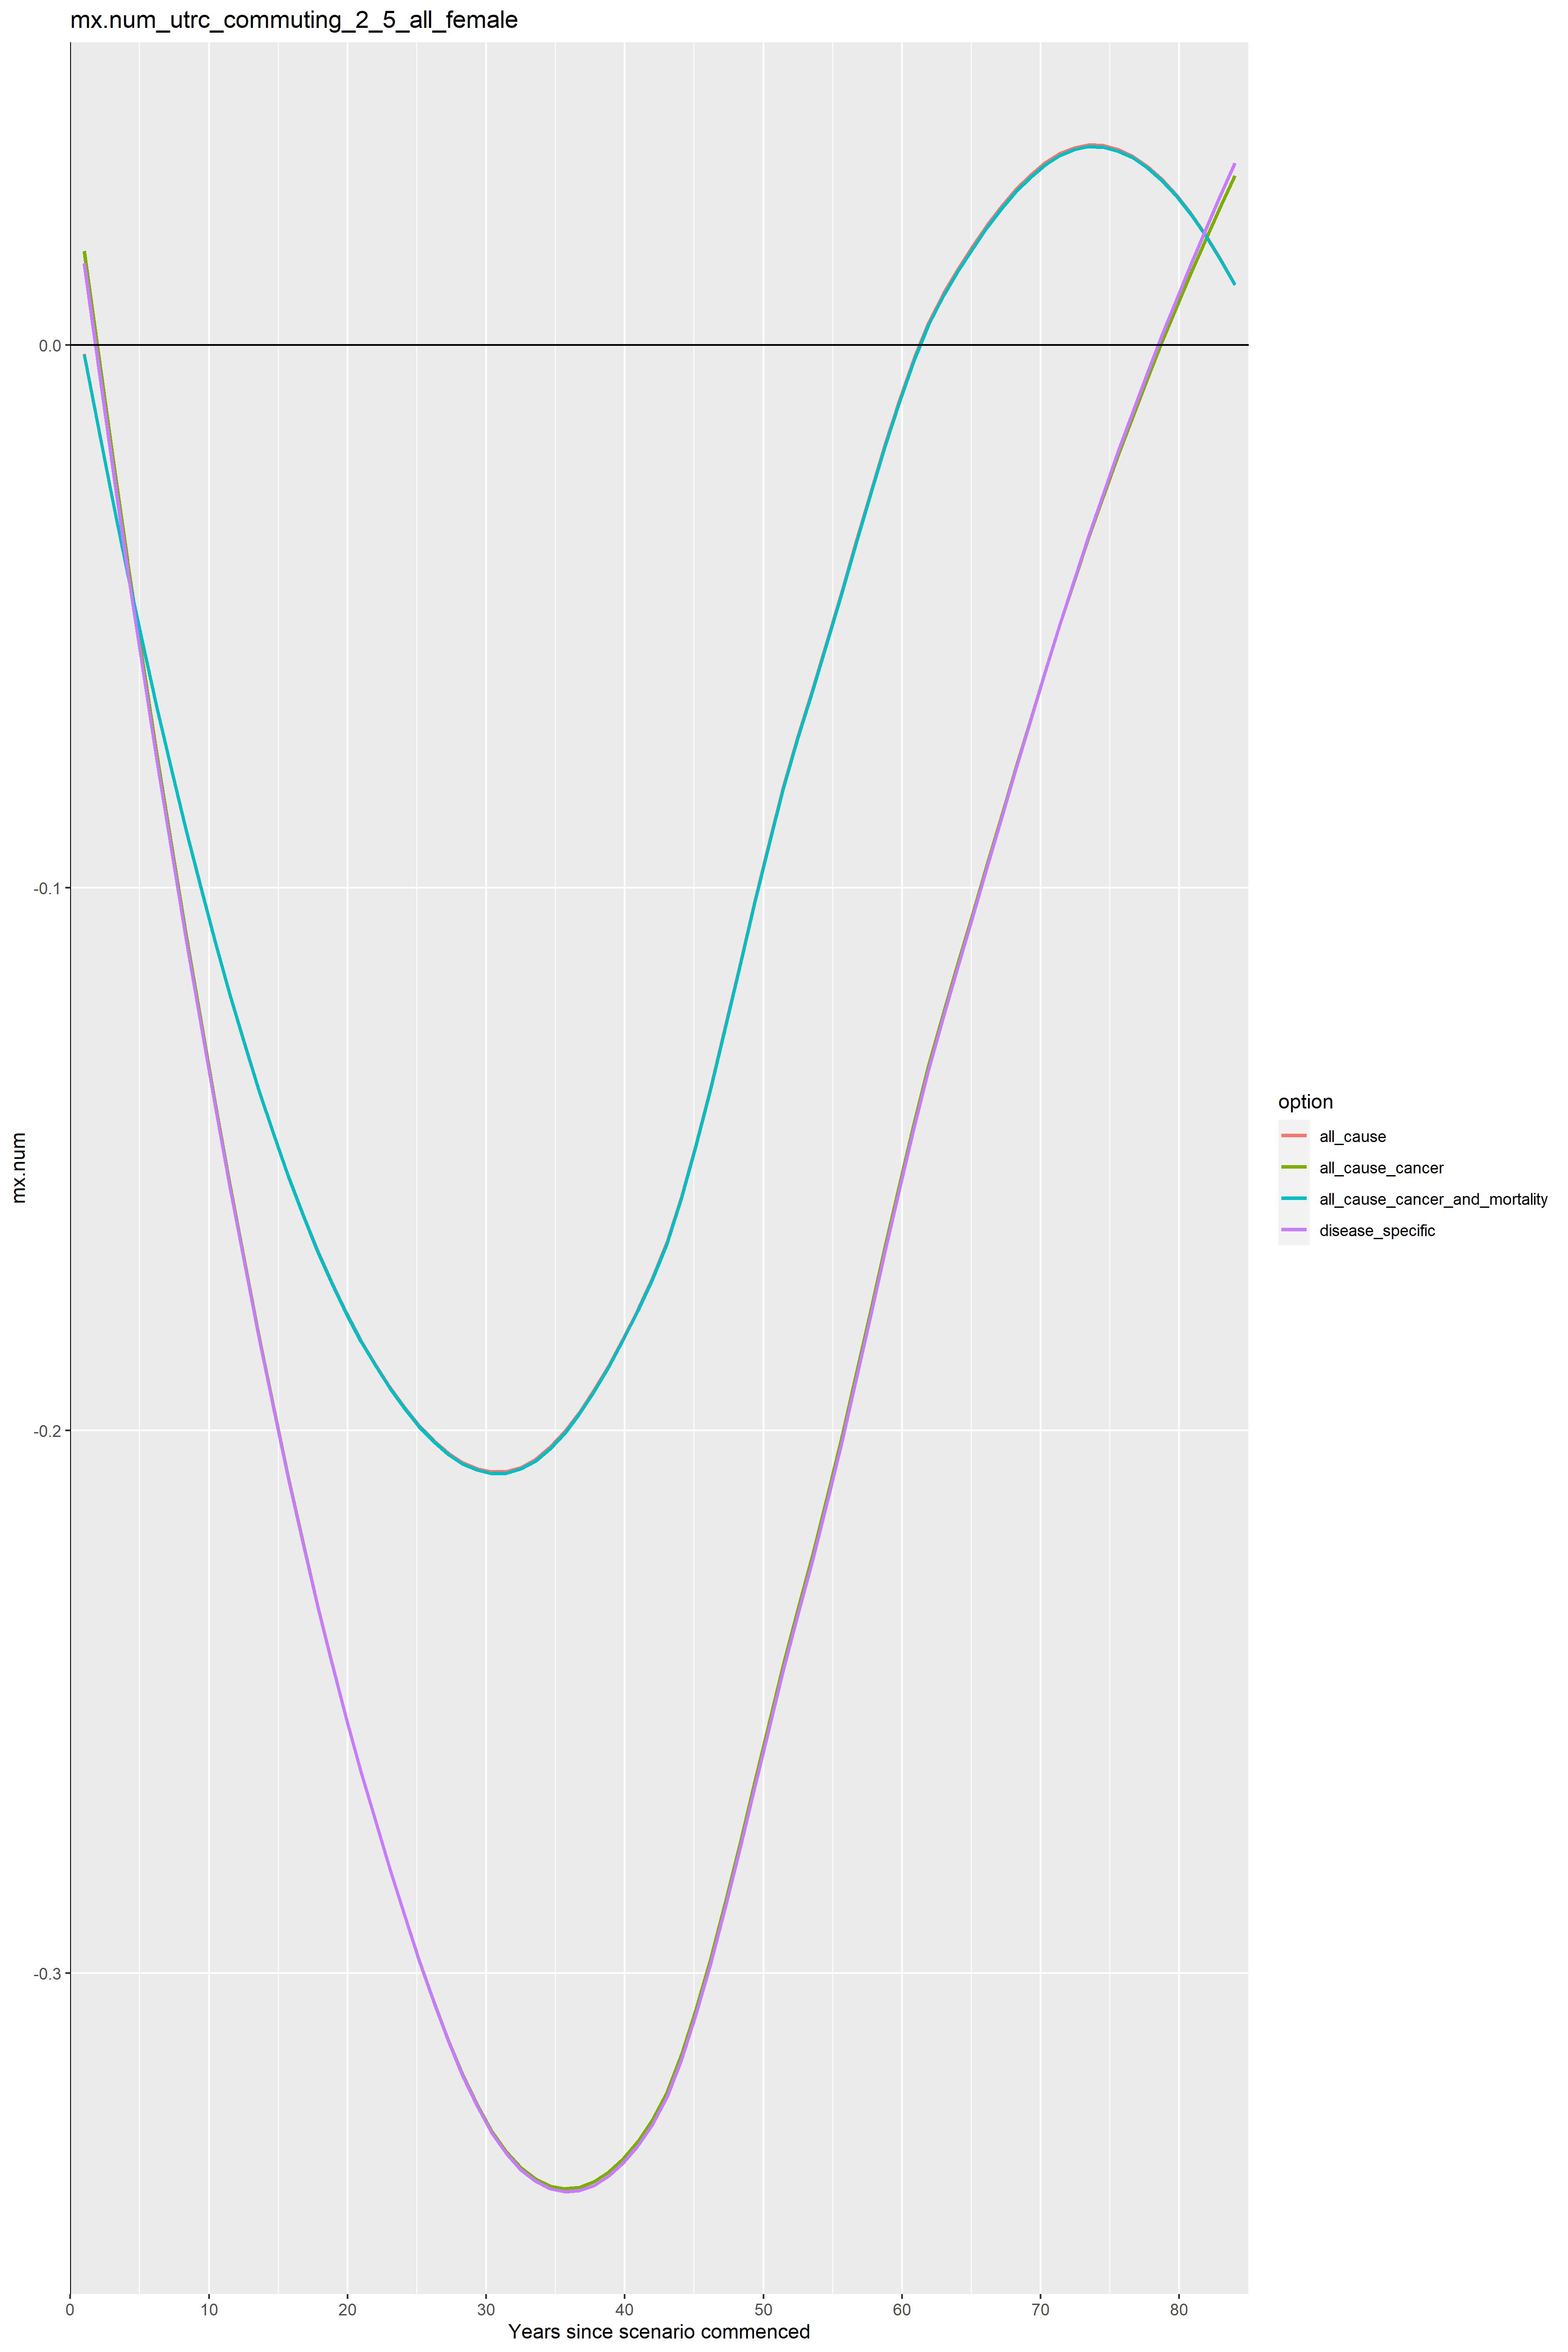 mx.num_utrc_commuting_2_5_all_female
mx.num
0.0
-0.1
-0.2
-0.3
0 10 20 30 40 50 60 70 80
Years since scenario commenced
option
all_cause
all_cause_cancer
all_cause_cancer_and_mortality
disease_specific